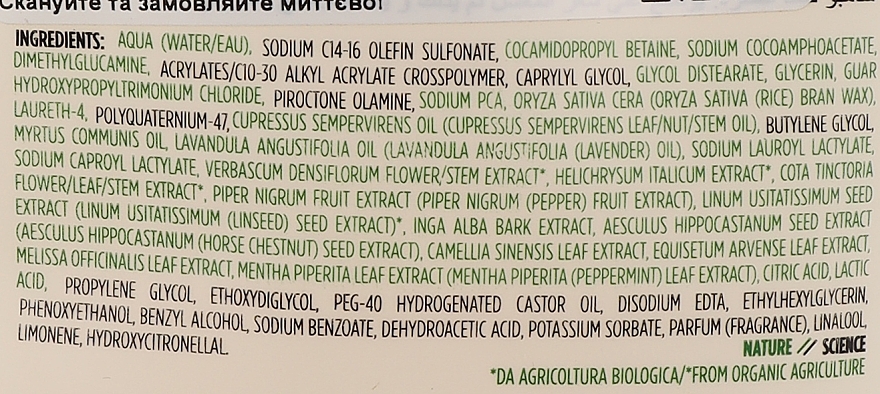 Скануйте та замовляйте миттєво!
INGREDIENTS: AQUA (WATER/EAU), SODIUM C14-16 OLEFIN SULFONATE, COCAMIDOPROPYL BETAINE, SODIUM COCOAMPHOACETATE,
DIMETHYLGLUCAMINE, ACRYLATES/C10-30 ALKYL ACRYLATE CROSSPOLYMER, CAPRYLYL GLYCOL, GLYCOL DISTEARATE, GLYCERIN, GUAR
HYDROXYPROPYLTRIMONIUM CHLORIDE, PIROCTONE OLAMINE, SODIUM PCA, ORYZA SATIVA CERA (ORYZA SATIVA (RICE) BRAN WAX),
LAURETH-4, POLYQUATERNIUM-47, CUPRESSUS SEMPERVIRENS OIL (CUPRESSUS SEMPERVIRENS LEAF/NUT/STEM OIL), BUTYLENE GLYCOL,
MYRTUS COMMUNIS OIL, LAVANDULA ANGUSTIFOLIA OIL (LAVANDULA ANGUSTIFOLIA (LAVENDER) OIL), SODIUM LAUROYL LACTYLATE,
SODIUM CAPROYL LACTYLATE, VERBASCUM DENSIFLORUM FLOWER/STEM EXTRACT*, HELICHRYSUM ITALICUM EXTRACT*, COTA TINCTORIA
FLOWER/LEAF/STEM EXTRACT*, PIPER NIGRUM FRUIT EXTRACT (PIPER NIGRUM (PEPPER) FRUIT EXTRACT), LINUM USITATISSIMUM SEED
EXTRACT (LINUM USITATISSIMUM (LINSEED) SEED EXTRACT)*, INGA ALBA BARK EXTRACT, AESCULUS HIPPOCASTANUM SEED EXTRACT
(AESCULUS HIPPOCASTANUM (HORSE CHESTNUT) SEED EXTRACT), CAMELLIA SINENSIS LEAF EXTRACT, EQUISETUM ARVENSE LEAF EXTRACT,
MELISSA OFFICINALIS LEAF EXTRACT, MENTHA PIPERITA LEAF EXTRACT (MENTHA PIPERITA (PEPPERMINT) LEAF EXTRACT), CITRIC ACID, LACTIC
ACID, PROPYLENE GLYCOL, ETHOXYDIGLYCOL, PEG-40 HYDROGENATED CASTOR OIL, DISODIUM EDTA, ETHYLHEXYLGLYCERIN,
PHENOXYETHANOL, BENZYL ALCOHOL, SODIUM BENZOATE, DEHYDROACETIC ACID, POTASSIUM SORBATE, PARFUM (FRAGRANCE), LINALOOL,
LIMONENE, HYDROXYCITRONELLAL.
NATURE // SCIENCE
*DA AGRICOLTURA BIOLOGICA/*FROM ORGANIC AGRICULTURE